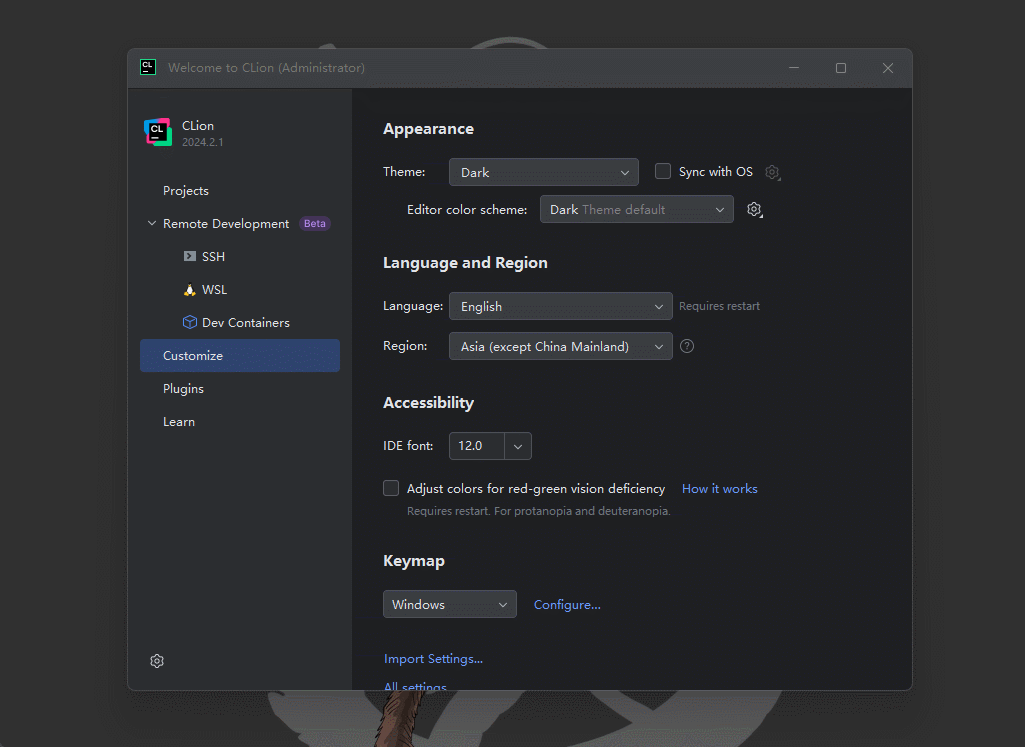 CL
Welcome to CLion (Administrator)
CL
CLion
2024.2.1
Projects
Remote Development Beta
SSH
WSL
Dev Containers
Customize
Plugins
Learn
Appearance
Theme: Dark Sync with OS
Editor color scheme: Dark Theme default
Language and Region
Language: English Requires restart
Region: Asia (except China Mainland) ?
Accessibility
IDE font: 12.0
Adjust colors for red-green vision deficiency How it works
Requires restart. For protanopia and deuteranopia.
Keymap
Windows Configure...
Import Settings...
All settings